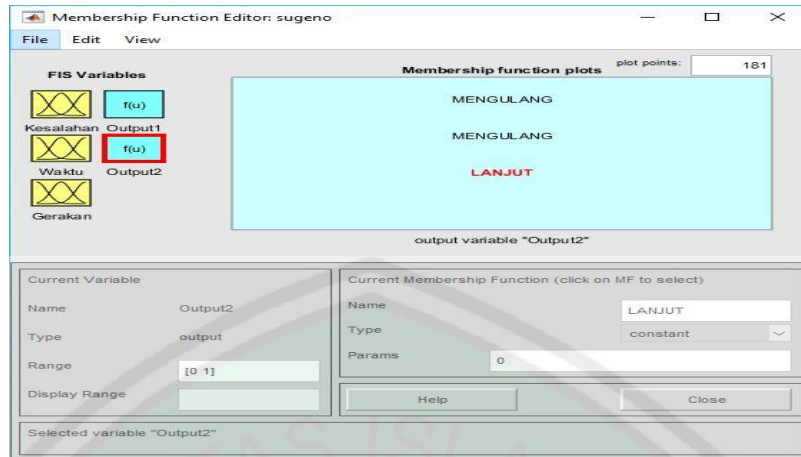 Membership Function Editor: sugeno
File Edit View
FIS Variables
f(u)
Kesalahan Output1
f(u)
Waktu Output2
Gerakan
Membership function plots
plot points: 181
MENGULANG
MENGULANG
LANJUT
output variable "Output2"
Current Variable
Name Output2
Type output
Range [0 1]
Display Range
Current Membership Function (click on MF to select)
Name LANJUT
Type constant
Params 0
Help Close
Selected variable "Output2"